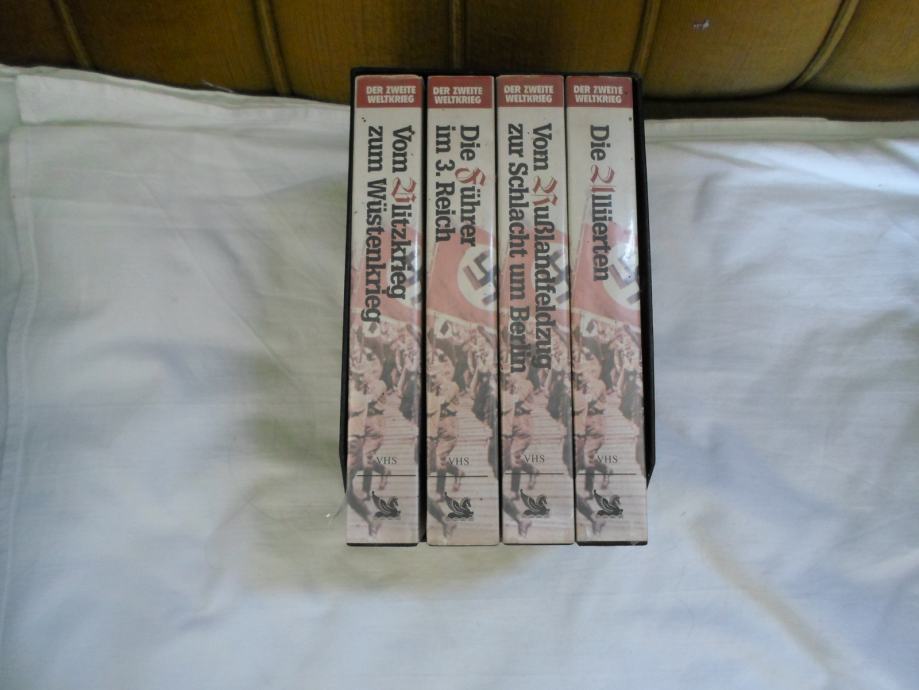 DER ZWEITE
WELTKRIEG
Vom Blitzkrieg
zum Wüstenkrieg
VHS
DER ZWEITE
WELTKRIEG
Die Führer
im 3. Reich
VHS
DER ZWEITE
WELTKRIEG
Vom Rußlandfeldzug
zur Schlacht um Berlin
VHS
DER ZWEITE
WELTKRIEG
Die Alliierten
VHS